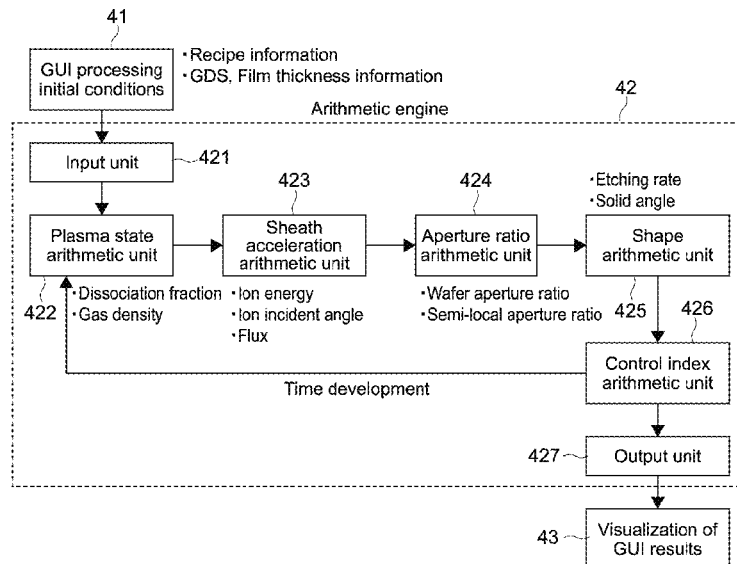 41
GUI processing
initial conditions
・Recipe information
・GDS, Film thickness information
Arithmetic engine
42
Input unit
421
Plasma state
arithmetic unit
422
・Dissociation fraction
・Gas density
423
Sheath
acceleration
arithmetic unit
・Ion energy
・Ion incident angle
・Flux
424
Aperture ratio
arithmetic unit
・Wafer aperture ratio
・Semi-local aperture ratio
・Etching rate
・Solid angle
Shape
arithmetic unit
425
426
Control index
arithmetic unit
Time development
427
Output unit
43
Visualization of
GUI results